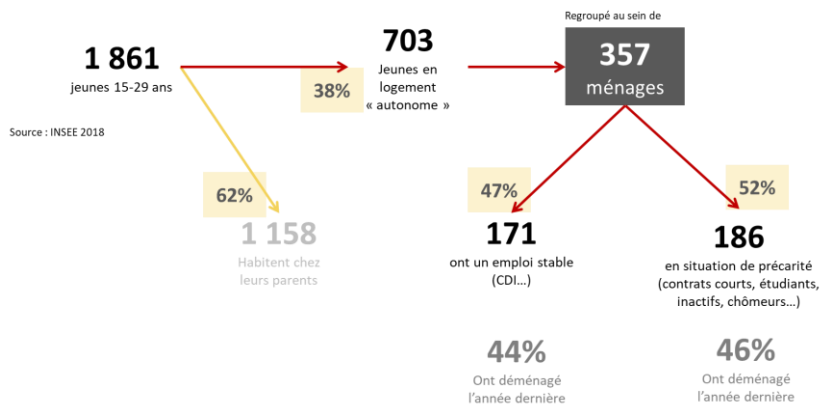 Regroupé au sein de
1 861
jeunes 15-29 ans
703
Jeunes en
logement
« autonome »
38%
357
ménages
Source : INSEE 2018
62%
1 158
Habitent chez
leurs parents
47%
171
ont un emploi stable
(CDI...)
52%
186
en situation de précarité
(contrats courts, étudiants,
inactifs, chômeurs...)
44%
Ont déménagé
l'année dernière
46%
Ont déménagé
l'année dernière